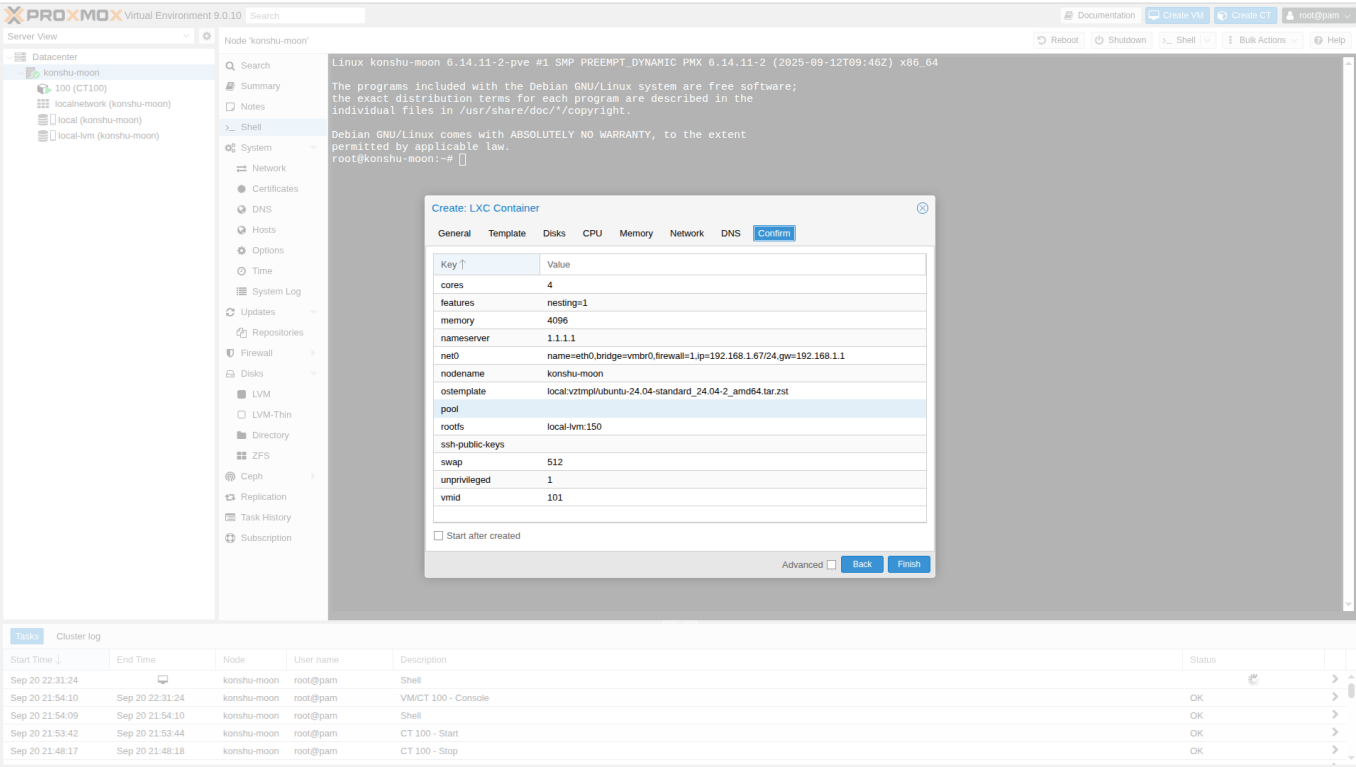 PROXMOX Virtual Environment 9.0.10 Search Documentation Create VM Create CT root@pam
Server View
Datacenter
konshu-moon
100 (CT100)
localnetwork (konshu-moon)
local (konshu-moon)
local-lvm (konshu-moon)
Node 'konshu-moon' Reboot Shutdown Shell Bulk Actions Help
Search
Summary
Notes
Shell
System
Network
Certificates
DNS
Hosts
Options
Time
System Log
Updates
Repositories
Firewall
Disks
LVM
LVM-Thin
Directory
ZFS
Ceph
Replication
Task History
Subscription
Linux konshu-moon 6.14.11-2-pve #1 SMP PREEMPT_DYNAMIC PMX 6.14.11-2 (2025-09-12T09:46Z) x86_64
The programs included with the Debian GNU/Linux system are free software;
the exact distribution terms for each program are described in the
individual files in /usr/share/doc/*/copyright.
Debian GNU/Linux comes with ABSOLUTELY NO WARRANTY, to the extent
permitted by applicable law.
root@konshu-moon:~#
Create: LXC Container
General Template Disks CPU Memory Network DNS Confirm
Key Value
cores 4
features nesting=1
memory 4096
nameserver 1.1.1.1
net0 name=eth0,bridge=vmbr0,firewall=1,ip=192.168.1.67/24,gw=192.168.1.1
nodename konshu-moon
ostemplate local:vztmpl/ubuntu-24.04-standard_24.04-2_amd64.tar.zst
pool
rootfs local-lvm:150
ssh-public-keys
swap 512
unprivileged 1
vmid 101
Start after created
Advanced Back Finish
Tasks Cluster log
Start Time End Time Node User name Description Status
Sep 20 22:31:24 konshu-moon root@pam Shell
Sep 20 21:54:10 Sep 20 22:31:24 konshu-moon root@pam VM/CT 100 - Console OK
Sep 20 21:54:09 Sep 20 21:54:10 konshu-moon root@pam Shell OK
Sep 20 21:53:42 Sep 20 21:53:44 konshu-moon root@pam CT 100 - Start OK
Sep 20 21:48:17 Sep 20 21:48:18 konshu-moon root@pam CT 100 - Stop OK